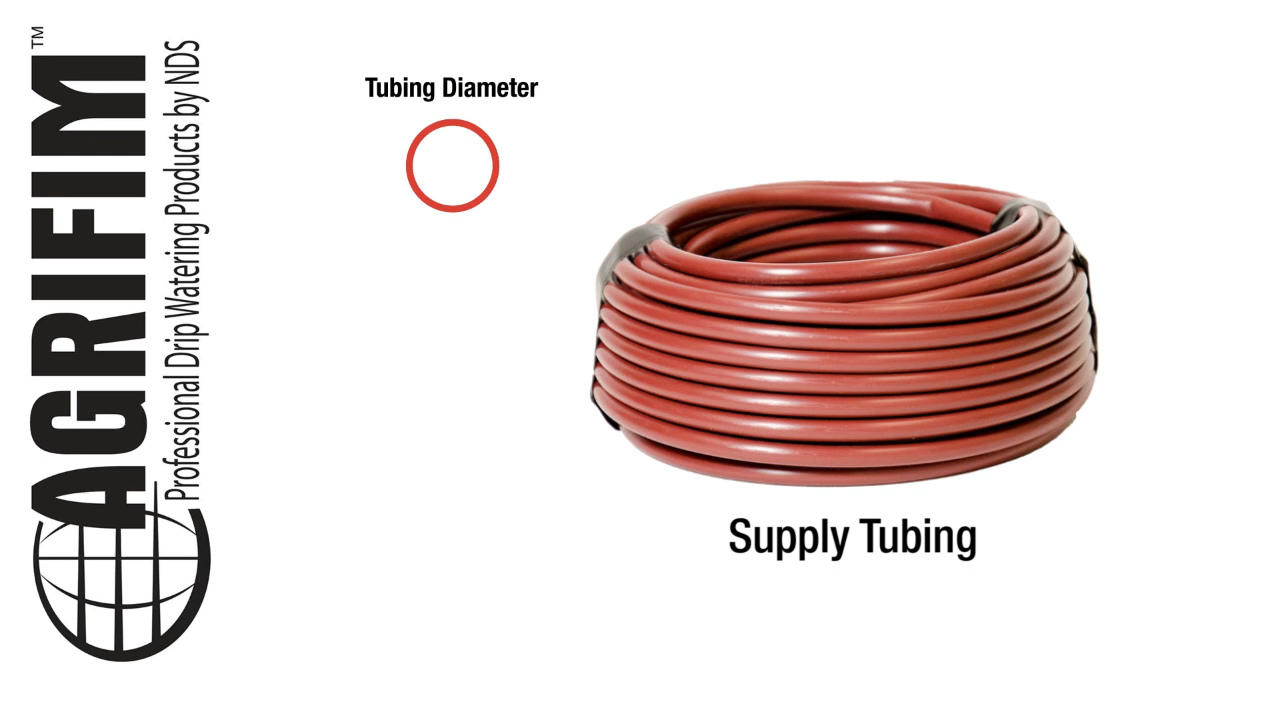 AGRIFIM™
Professional Drip Watering Products by NDS
Tubing Diameter
Supply Tubing